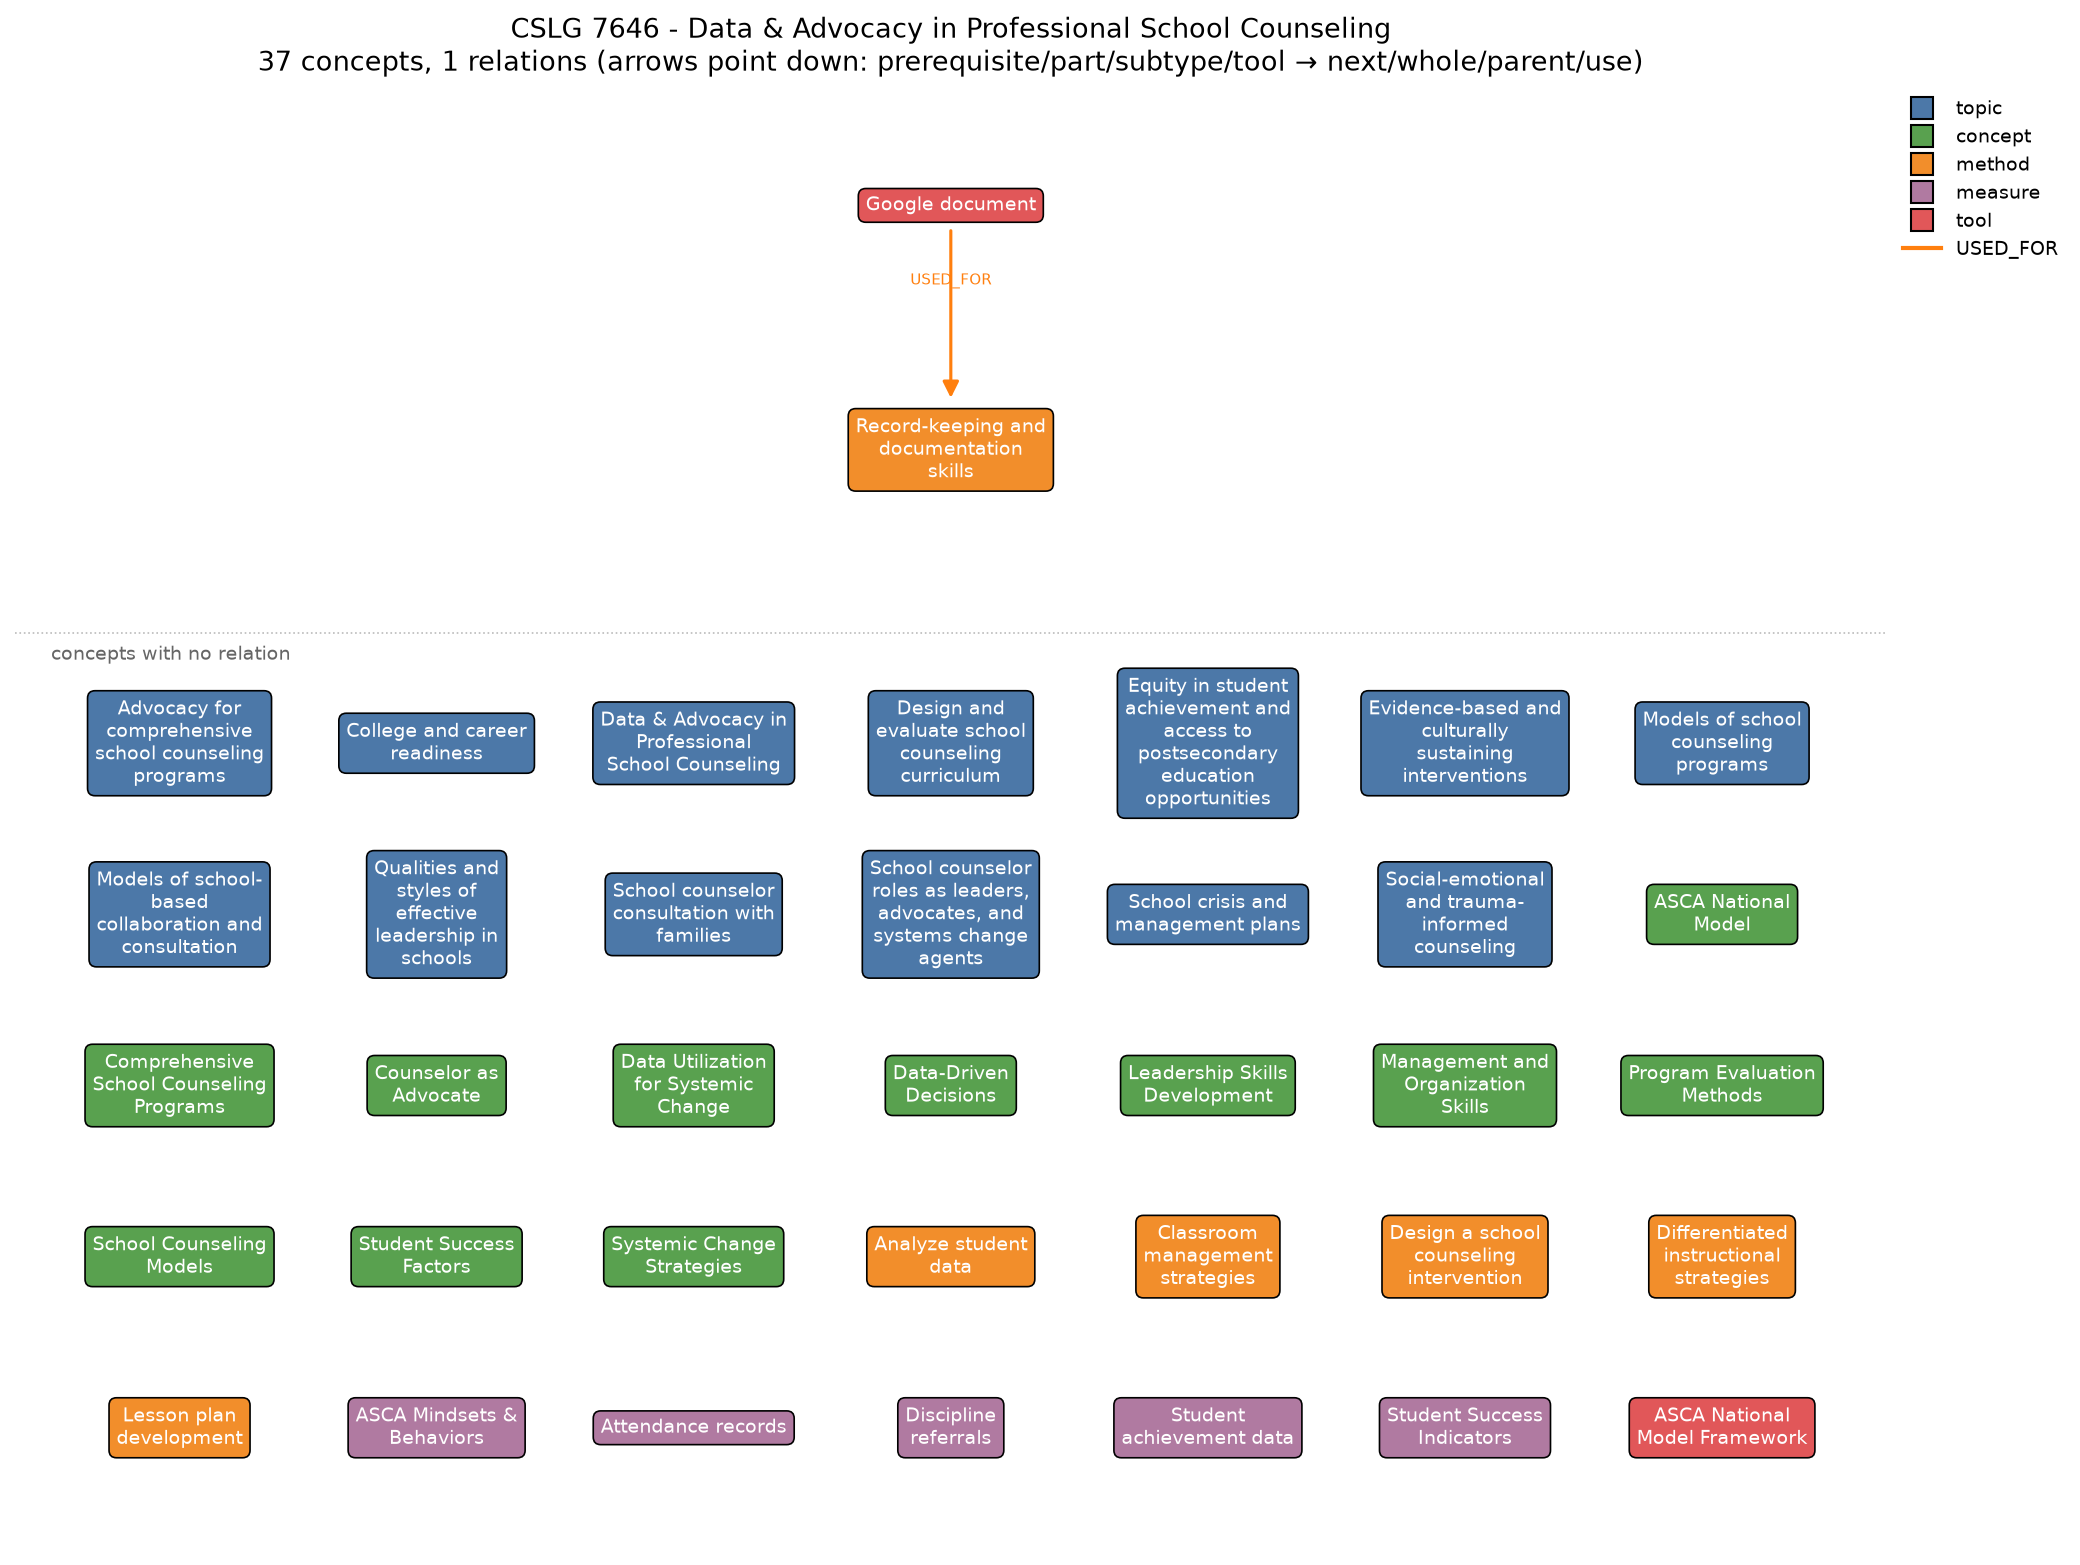 CSLG 7646 - Data & Advocacy in Professional School Counseling
37 concepts, 1 relations (arrows point down: prerequisite/part/subtype/tool → next/whole/parent/use)
topic
concept
method
measure
tool
USED_FOR
Google document
USED_FOR
Record-keeping and
documentation
skills
concepts with no relation
Advocacy for
comprehensive
school counseling
programs
College and career
readiness
Data & Advocacy in
Professional
School Counseling
Design and
evaluate school
counseling
curriculum
Equity in student
achievement and
access to
postsecondary
education
opportunities
Evidence-based and
culturally
sustaining
interventions
Models of school
counseling
programs
Models of school-
based
collaboration and
consultation
Qualities and
styles of
effective
leadership in
schools
School counselor
consultation with
families
School counselor
roles as leaders,
advocates, and
systems change
agents
School crisis and
management plans
Social-emotional
and trauma-
informed
counseling
ASCA National
Model
Comprehensive
School Counseling
Programs
Counselor as
Advocate
Data Utilization
for Systemic
Change
Data-Driven
Decisions
Leadership Skills
Development
Management and
Organization
Skills
Program Evaluation
Methods
School Counseling
Models
Student Success
Factors
Systemic Change
Strategies
Analyze student
data
Classroom
management
strategies
Design a school
counseling
intervention
Differentiated
instructional
strategies
Lesson plan
development
ASCA Mindsets &
Behaviors
Attendance records
Discipline
referrals
Student
achievement data
Student Success
Indicators
ASCA National
Model Framework